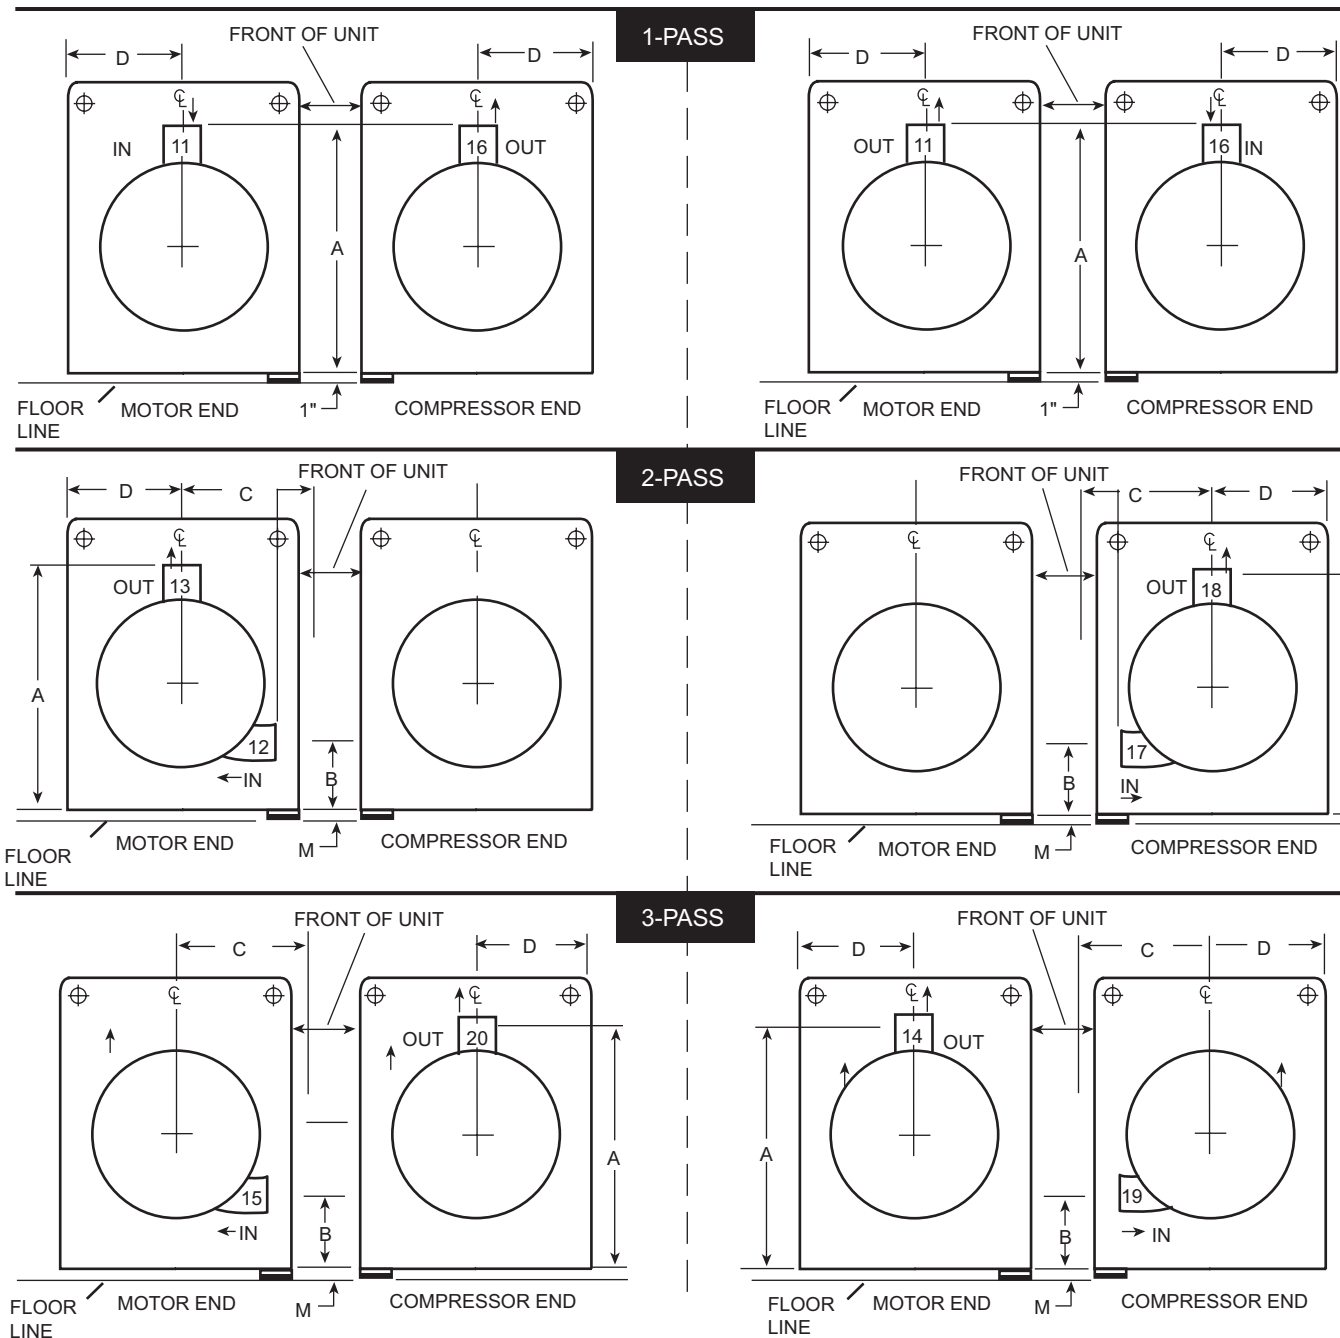 1-PASS
D
FRONT OF UNIT
D
℄
℄
IN
11
16
OUT
A
FLOOR
LINE
MOTOR END
1"
COMPRESSOR END
D
FRONT OF UNIT
D
℄
℄
OUT
11
16
IN
A
FLOOR
LINE
MOTOR END
1"
COMPRESSOR END
2-PASS
D
C
FRONT OF UNIT
℄
℄
OUT
13
A
12
IN
B
FLOOR
LINE
MOTOR END
M
COMPRESSOR END
FRONT OF UNIT
C
D
℄
℄
OUT
18
17
B
IN
FLOOR
LINE
MOTOR END
M
COMPRESSOR END
3-PASS
FRONT OF UNIT
C
D
℄
℄
OUT
20
A
15
IN
B
FLOOR
LINE
MOTOR END
M
COMPRESSOR END
FRONT OF UNIT
D
C
D
℄
℄
14
OUT
A
19
IN
B
FLOOR
LINE
MOTOR END
M
COMPRESSOR END